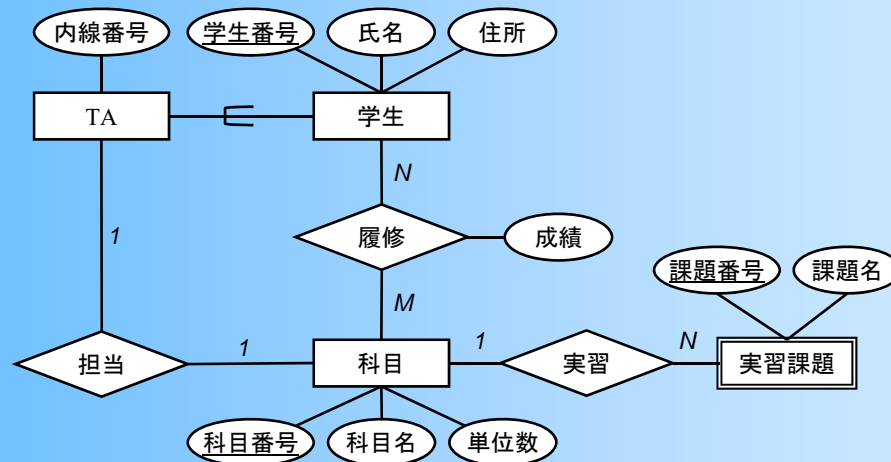 内線番号
学生番号
氏名
住所
TA
学生
N
1
履修
成績
課題番号
課題名
M
担当
1
科目
1
実習
N
実習課題
科目番号
科目名
単位数